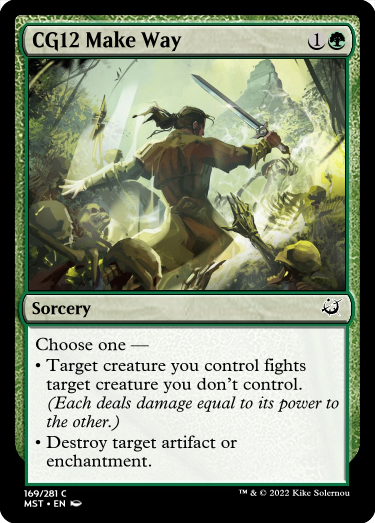 CG12 Make Way 1
Sorcery
Choose one —
• Target creature you control fights
target creature you don't control.
(Each deals damage equal to its power to
the other.)
• Destroy target artifact or
enchantment.
169/281 C
MST • EN ™ & © 2022 Kike Solernou